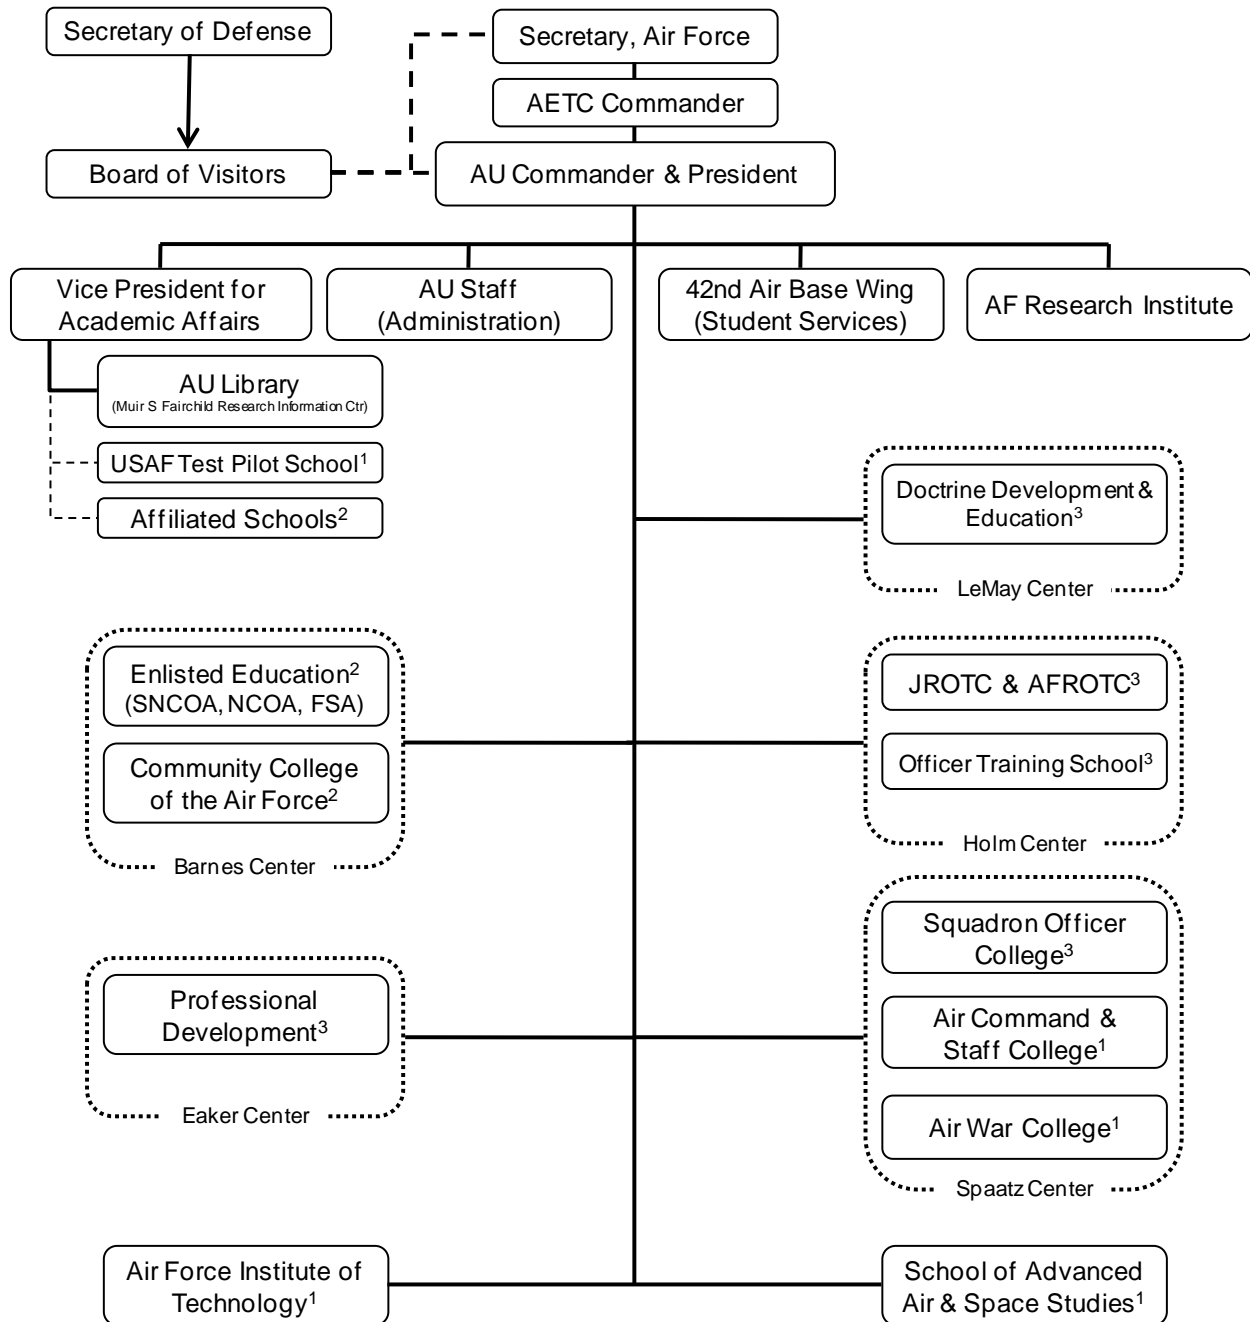 Secretary of Defense
Secretary, Air Force
AETC Commander
Board of Visitors
AU Commander & President
Vice President for
Academic Affairs
AU Staff
(Administration)
42nd Air Base Wing
(Student Services)
AF Research Institute
AU Library
(Muir S Fairchild Research Information Ctr)
USAF Test Pilot School¹
Affiliated Schools²
Doctrine Development &
Education³
LeMay Center
Enlisted Education²
(SNCOA, NCOA, FSA)
Community College
of the Air Force²
Barnes Center
JROTC & AFROTC³
Officer Training School³
Holm Center
Professional
Development³
Eaker Center
Squadron Officer
College³
Air Command &
Staff College¹
Air War College¹
Spaatz Center
Air Force Institute of
Technology¹
School of Advanced
Air & Space Studies¹